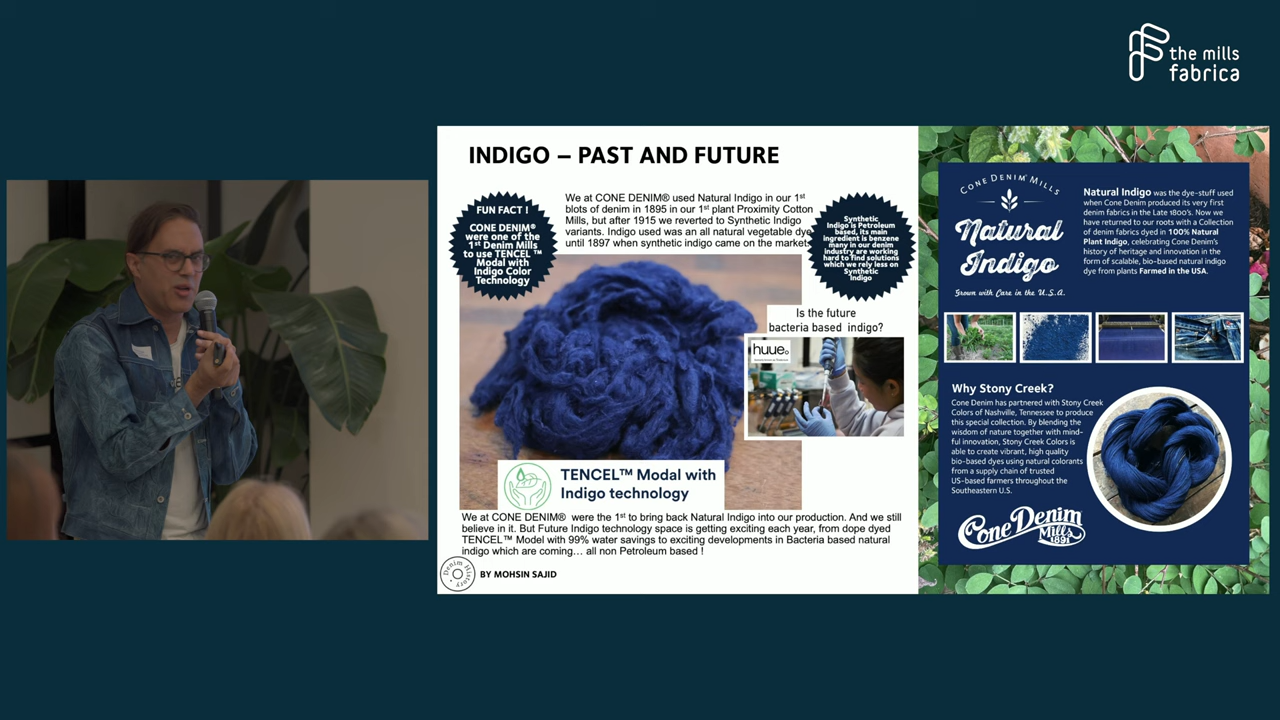 the mills
fabrica
INDIGO – PAST AND FUTURE
FUN FACT !
CONE DENIM®
were one of the
1st Denim Mills
to use TENCEL ™
Modal with
Indigo Color
Technology
We at CONE DENIM® used Natural Indigo in our 1st
blots of denim in 1895 in our 1st plant Proximity Cotton
Mills, but after 1915 we reverted to Synthetic Indigo
variants. Indigo used was an all natural vegetable dye
until 1897 when synthetic indigo came on the market
Synthetic
Indigo is Petroleum
based, its main
ingredient is benzene
many in our denim
industry are working
hard to find solutions
which we rely less on
Synthetic
Indigo
Is the future
bacteria based indigo?
huue.
TENCEL™ Modal with
Indigo technology
We at CONE DENIM® were the 1st to bring back Natural Indigo into our production. And we still
believe in it. But Future Indigo technology space is getting exciting each year, from dope dyed
TENCEL™ Modal with 99% water savings to exciting developments in Bacteria based natural
indigo which are coming… all non Petroleum based !
Denim History
BY MOHSIN SAJID
CONE DENIM® MILLS
Natural
Indigo
Grown with Care in the U.S.A.
Natural Indigo was the dye-stuff used
when Cone Denim produced its very first
denim fabrics in the Late 1800's. Now we
have returned to our roots with a Collection
of denim fabrics dyed in 100% Natural
Plant Indigo, celebrating Cone Denim's
history of heritage and innovation in the
form of scalable, bio-based natural indigo
dye from plants Farmed in the USA.
Why Stony Creek?
Cone Denim has partnered with Stony Creek
Colors of Nashville, Tennessee to produce
this special collection. By blending the
wisdom of nature together with mind-
ful innovation, Stony Creek Colors is
able to create vibrant, high quality
bio-based dyes using natural colorants
from a supply chain of trusted
US-based farmers throughout the
Southeastern U.S.
Cone Denim
Mills
1891